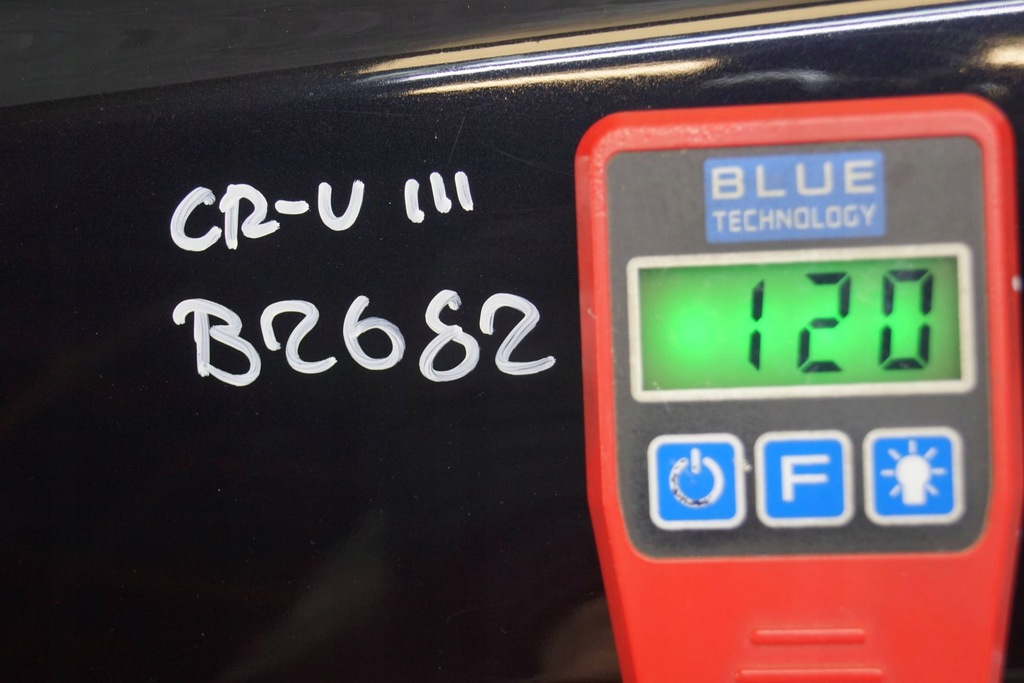 CR-V III
B2682
BLUE
TECHNOLOGY
120
F